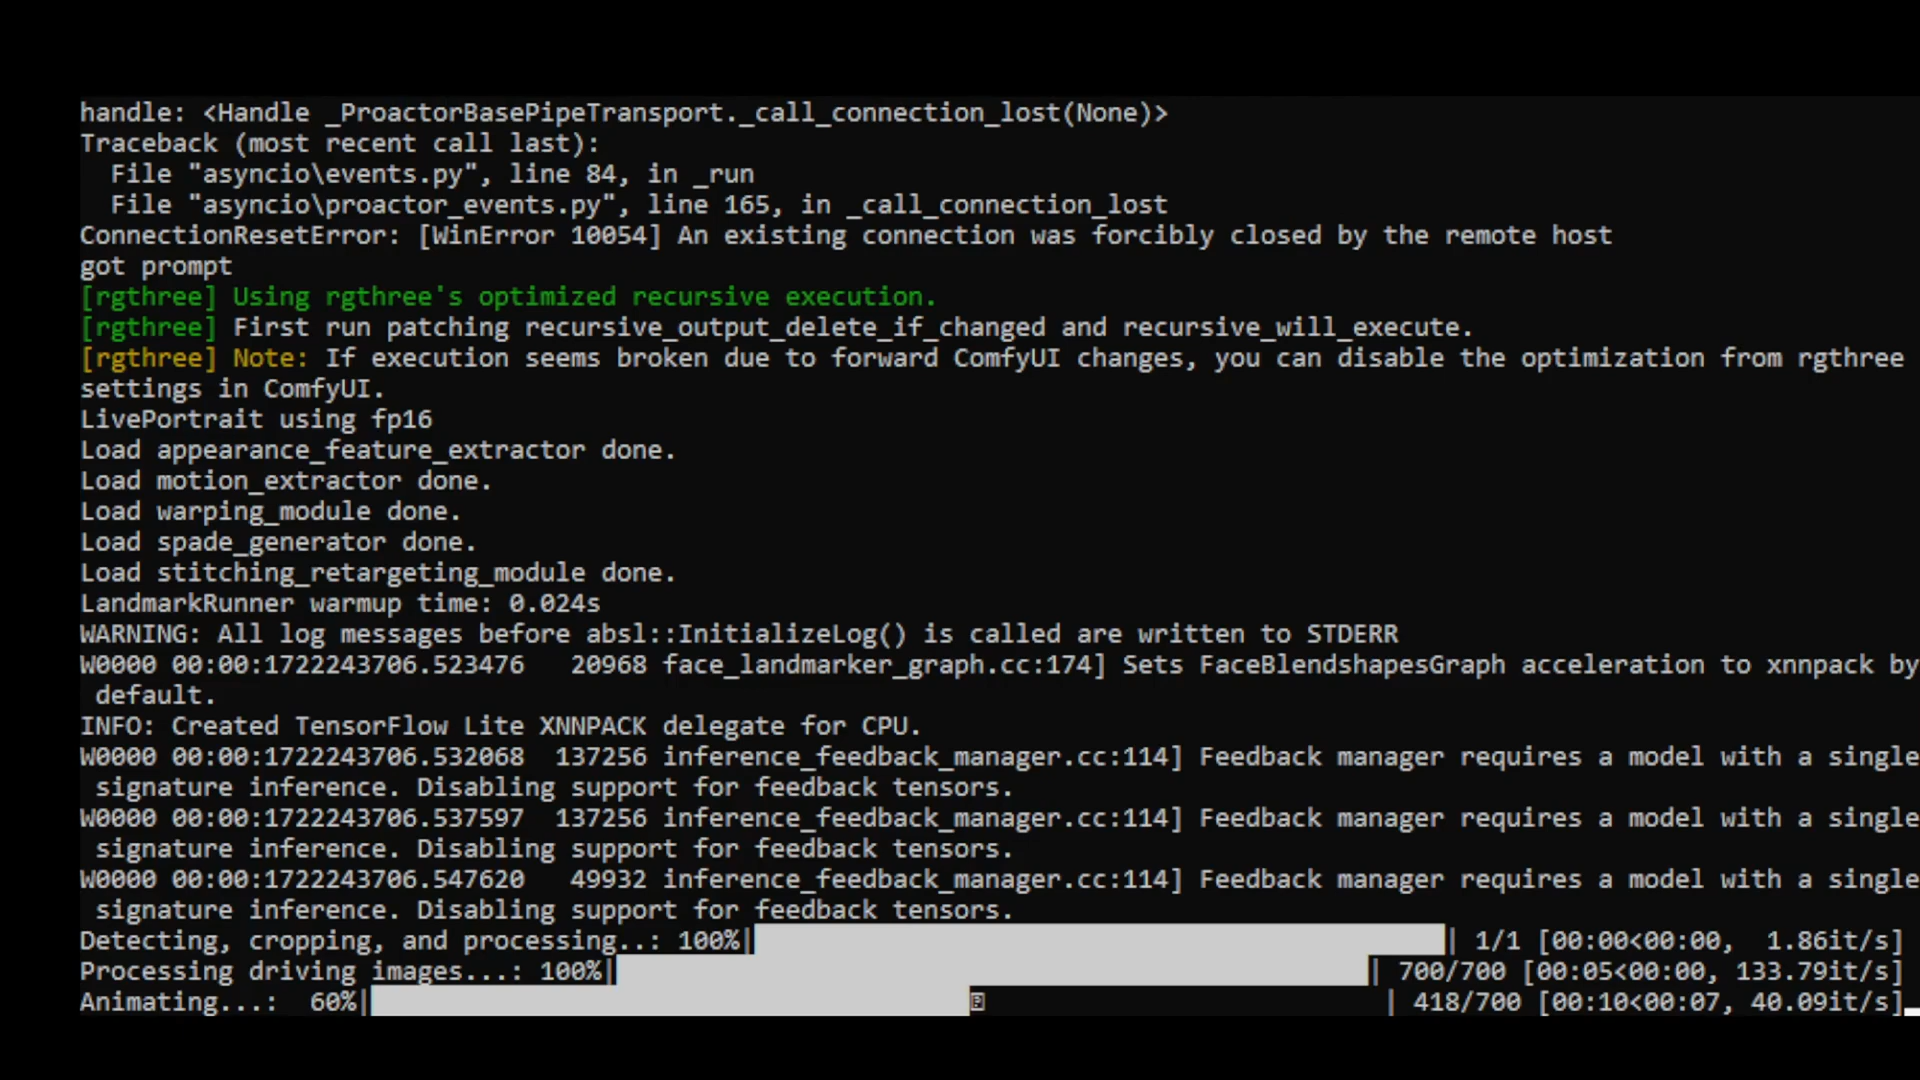 handle: <Handle _ProactorBasePipeTransport._call_connection_lost(None)>
Traceback (most recent call last):
  File "asyncio\events.py", line 84, in _run
  File "asyncio\proactor_events.py", line 165, in _call_connection_lost
ConnectionResetError: [WinError 10054] An existing connection was forcibly closed by the remote host
got prompt
[rgthree] Using rgthree's optimized recursive execution.
[rgthree] First run patching recursive_output_delete_if_changed and recursive_will_execute.
[rgthree] Note: If execution seems broken due to forward ComfyUI changes, you can disable the optimization from rgthree
settings in ComfyUI.
LivePortrait using fp16
Load appearance_feature_extractor done.
Load motion_extractor done.
Load warping_module done.
Load spade_generator done.
Load stitching_retargeting_module done.
LandmarkRunner warmup time: 0.024s
WARNING: All log messages before absl::InitializeLog() is called are written to STDERR
W0000 00:00:1722243706.523476   20968 face_landmarker_graph.cc:174] Sets FaceBlendshapesGraph acceleration to xnnpack by
 default.
INFO: Created TensorFlow Lite XNNPACK delegate for CPU.
W0000 00:00:1722243706.532068  137256 inference_feedback_manager.cc:114] Feedback manager requires a model with a single
 signature inference. Disabling support for feedback tensors.
W0000 00:00:1722243706.537597  137256 inference_feedback_manager.cc:114] Feedback manager requires a model with a single
 signature inference. Disabling support for feedback tensors.
W0000 00:00:1722243706.547620   49932 inference_feedback_manager.cc:114] Feedback manager requires a model with a single
 signature inference. Disabling support for feedback tensors.
Detecting, cropping, and processing..: 100%| | 1/1 [00:00<00:00,  1.86it/s]
Processing driving images...: 100%| | 700/700 [00:05<00:00, 133.79it/s]
Animating...:  60%| | 418/700 [00:10<00:07, 40.09it/s]